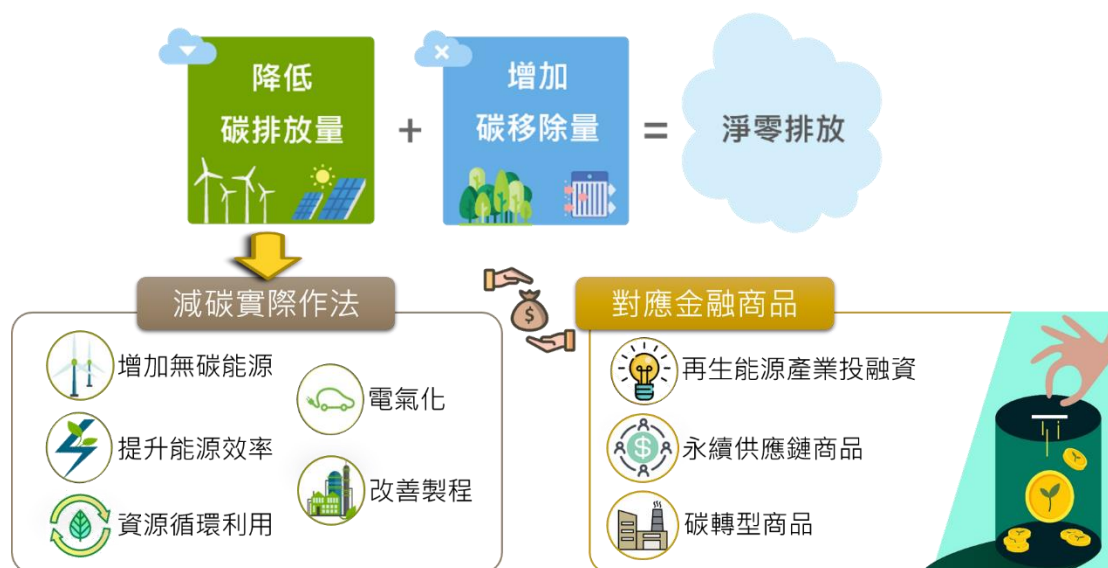 降低
碳排放量
+
增加
碳移除量
=
淨零排放
減碳實際作法
增加無碳能源
提升能源效率
資源循環利用
電氣化
改善製程
$
對應金融商品
再生能源產業投融資
$
永續供應鏈商品
碳轉型商品